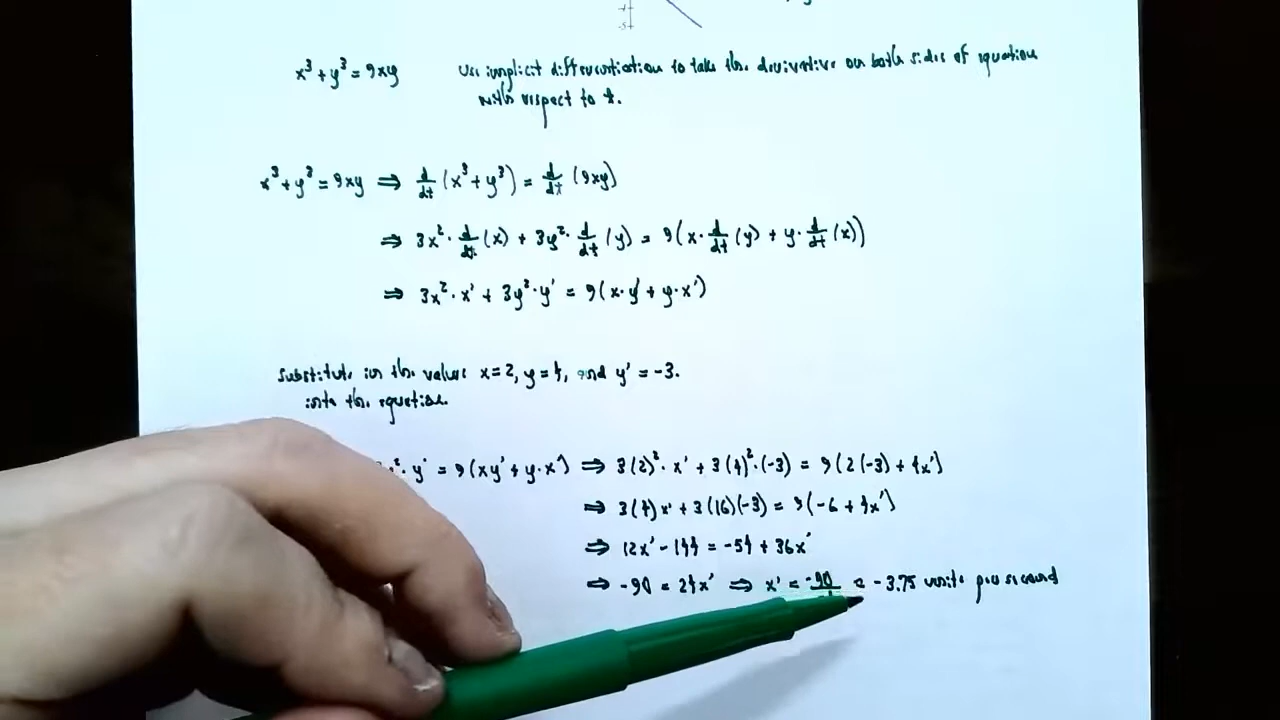 x³ + y³ = 9xy Use implicit differentiation to take the derivative on both sides of equation
with respect to t.
x³ + y³ = 9xy ⇒ d/dt (x³ + y³) = d/dt (9xy)
⇒ 3x² · d/dt (x) + 3y² · d/dt (y) = 9(x · d/dt (y) + y · d/dt (x))
⇒ 3x² · x' + 3y² · y' = 9(x · y' + y · x')
Substitute in the values x = 2, y = 4, and y' = -3.
into the equation.
² · y' = 9(xy' + y · x') ⇒ 3(2)² · x' + 3(4)² · (-3) = 9(2(-3) + 4x')
⇒ 3(4)x' + 3(16)(-3) = 9(-6 + 4x')
⇒ 12x' - 144 = -54 + 36x'
⇒ -90 = 24x' ⇒ x' = -90 = -3.75 units per second